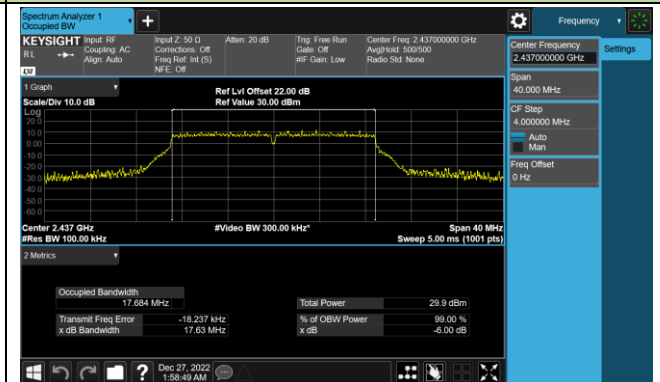 Spectrum Analyzer 1
Occupied BW
+
Frequency
KEYSIGHT
RL
LXI
Input: RF
Coupling: AC
Align: Auto
Input Z: 50 Ω
Corrections: Off
Freq Ref: Int (S)
NFE: Off
Atten: 20 dB
Trig: Free Run
Gate: Off
#IF Gain: Low
Center Freq: 2.437000000 GHz
Avg|Hold: 500/500
Radio Std: None
Center Frequency
2.437000000 GHz
Settings
Span
40.000 MHz
CF Step
4.000000 MHz
Auto
Man
Freq Offset
0 Hz
1 Graph
Scale/Div 10.0 dB
Ref Lvl Offset 22.00 dB
Ref Value 30.00 dBm
Log
20.0
10.0
0.00
-10.0
-20.0
-30.0
-40.0
-50.0
-60.0
Center 2.437 GHz
#Video BW 300.00 kHz*
Span 40 MHz
#Res BW 100.00 kHz
Sweep 5.00 ms (1001 pts)
2 Metrics
Occupied Bandwidth
17.684 MHz
Total Power 29.9 dBm
Transmit Freq Error -18.237 kHz
% of OBW Power 99.00 %
x dB Bandwidth 17.63 MHz
x dB -6.00 dB
?
Dec 27, 2022
1:58:49 AM